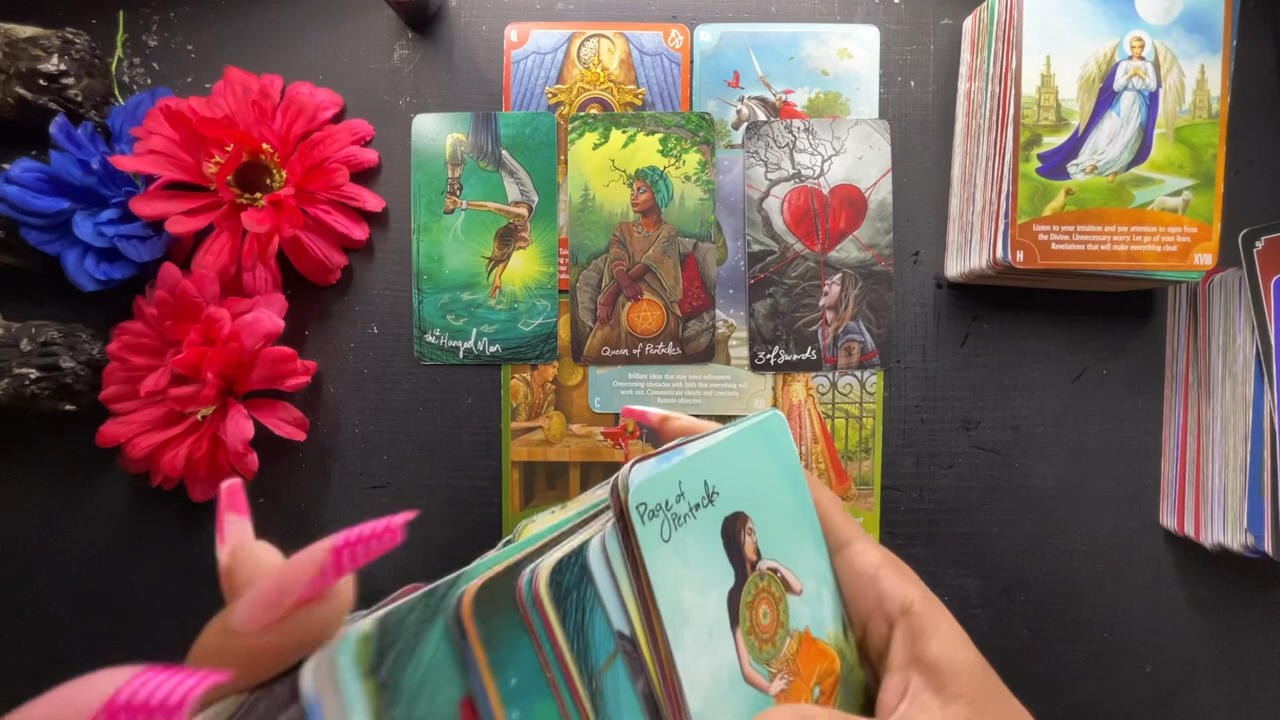 the Hanged Man
12
Queen of Pentacles
3 of Swords
Brilliant ideas that may need refinement.
Overcoming obstacles with faith that everything will
work out. Communicate clearly and concisely.
Remain objective.
C
Page of
Pentacles
Listen to your intuition and pay attention to signs from
the Divine. Unnecessary worry. Let go of your fears.
Revelations that will make everything clear.
H
XVIII